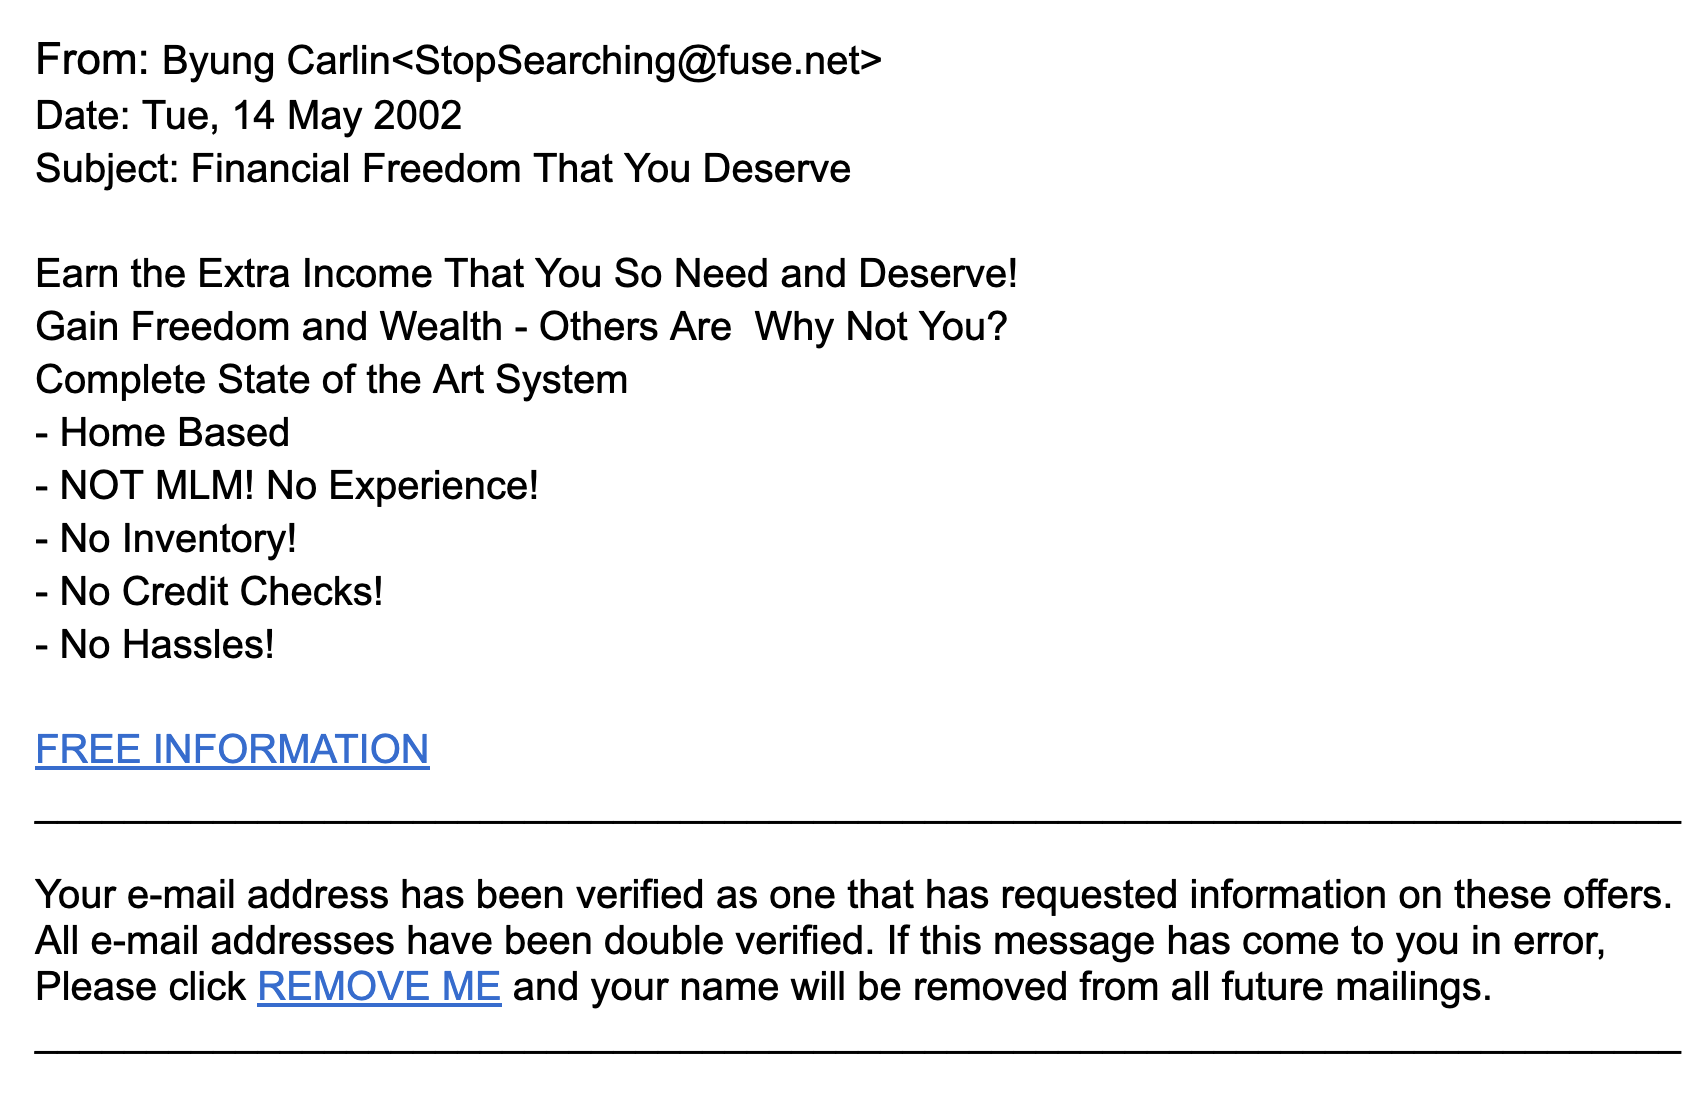 From: Byung Carlin<StopSearching@fuse.net>
Date: Tue, 14 May 2002
Subject: Financial Freedom That You Deserve
Earn the Extra Income That You So Need and Deserve!
Gain Freedom and Wealth - Others Are  Why Not You?
Complete State of the Art System
- Home Based
- NOT MLM! No Experience!
- No Inventory!
- No Credit Checks!
- No Hassles!
FREE INFORMATION
Your e-mail address has been verified as one that has requested information on these offers.
All e-mail addresses have been double verified. If this message has come to you in error,
Please click REMOVE ME and your name will be removed from all future mailings.